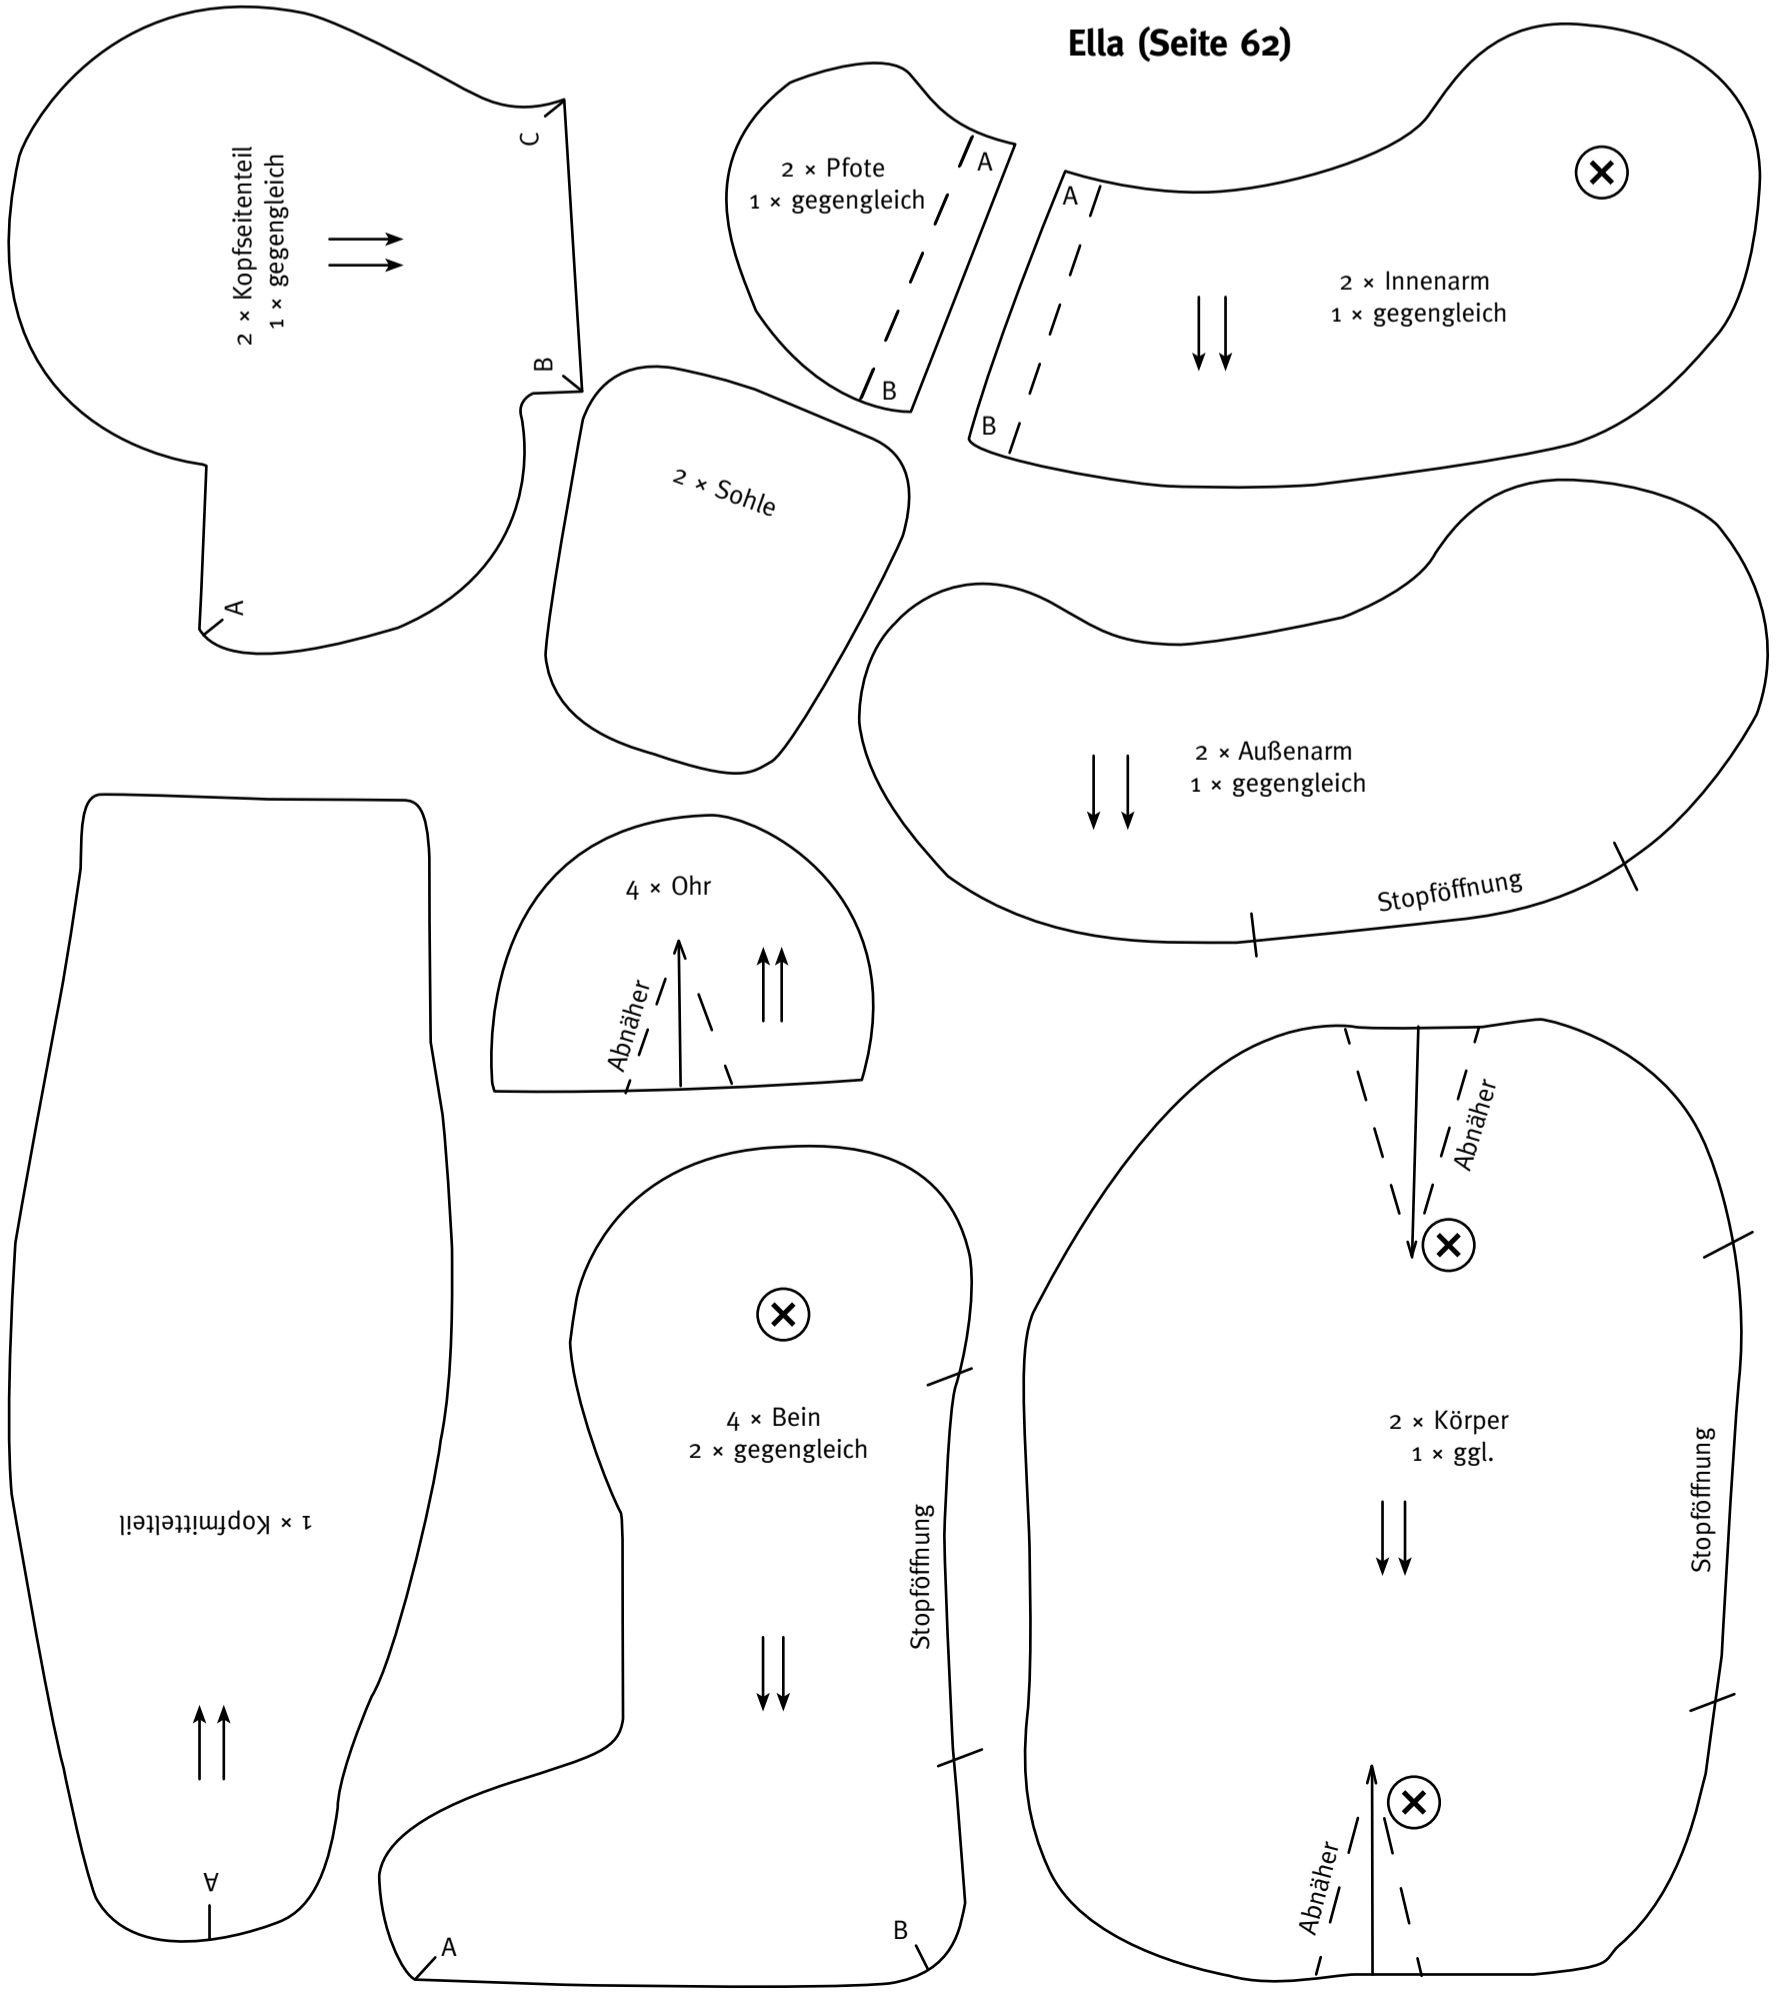 Ella (Seite 62)
2 × Kopfseitenteil
1 × gegengleich
C
B
A
2 × Pfote
1 × gegengleich
A
B
A
B
2 × Innenarm
1 × gegengleich
2 × Sohle
2 × Außenarm
1 × gegengleich
Stopföffnung
4 × Ohr
Abnäher
1 × Kopfmittelteil
A
4 × Bein
2 × gegengleich
Stopföffnung
A
B
Abnäher
2 × Körper
1 × ggl.
Stopföffnung
Abnäher